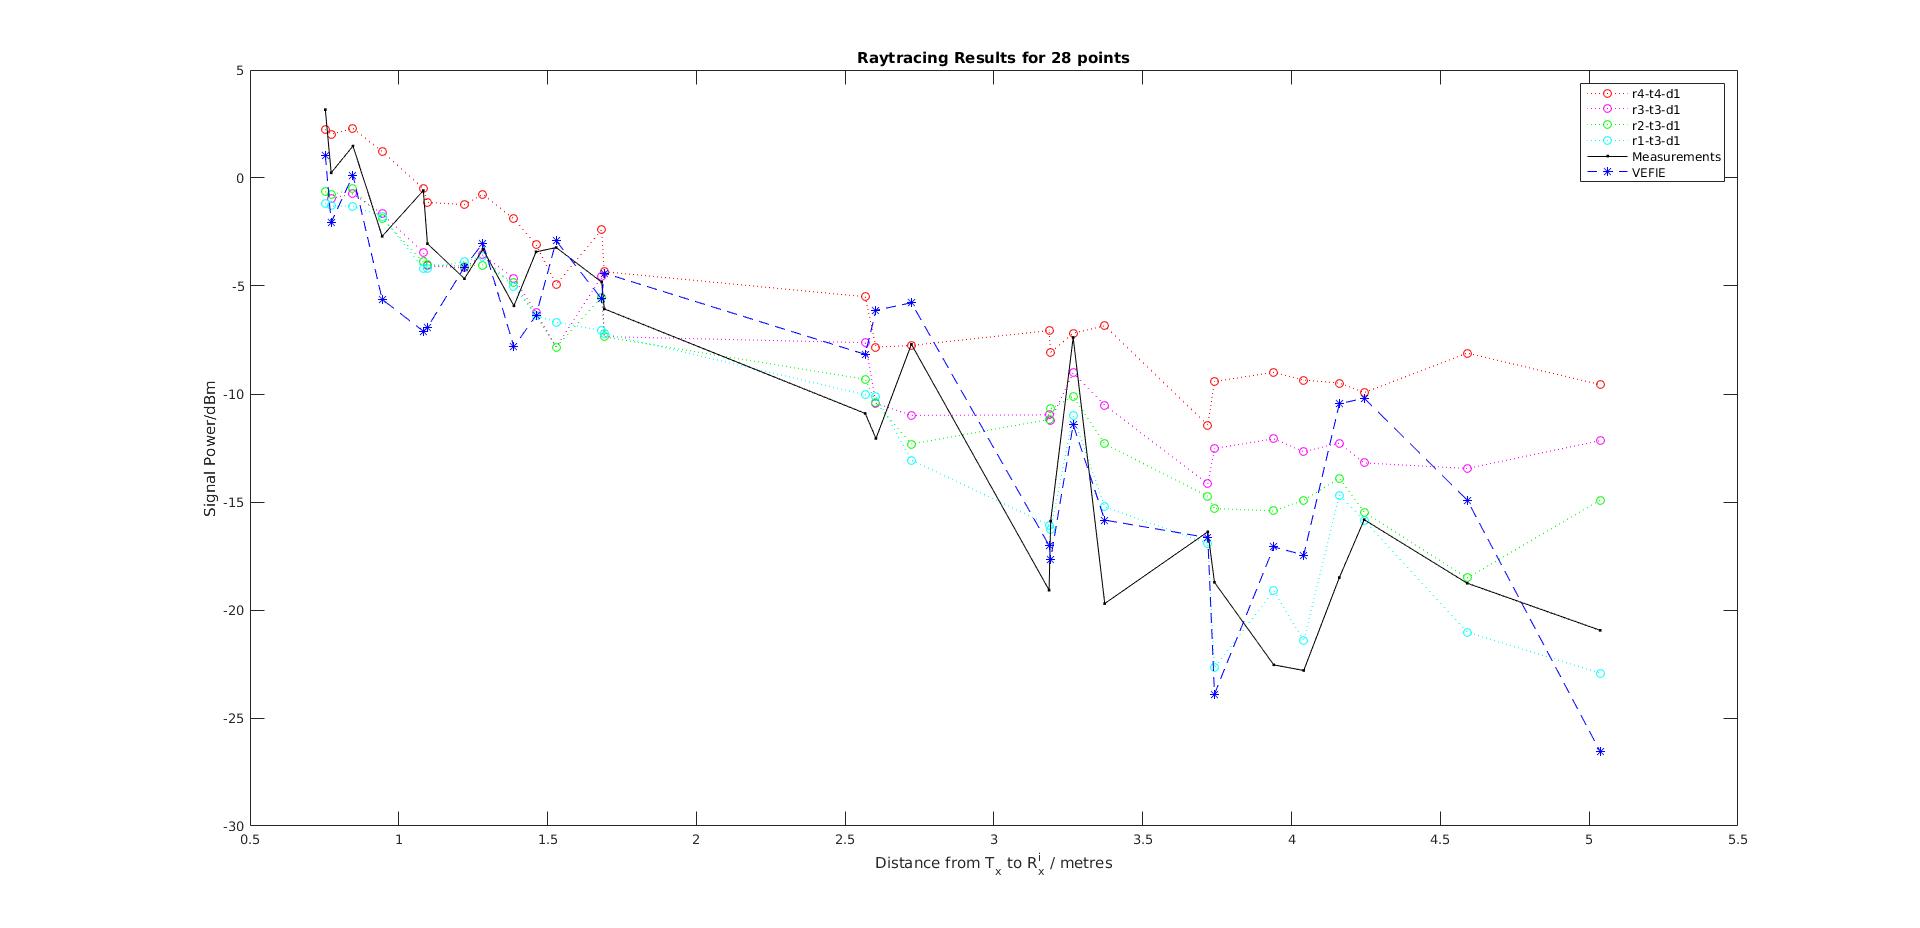 Raytracing Results for 28 points
r4-t4-d1
r3-t3-d1
r2-t3-d1
r1-t3-d1
Measurements
VEFIE
Signal Power/dBm
5
0
-5
-10
-15
-20
-25
-30
0.5 1 1.5 2 2.5 3 3.5 4 4.5 5 5.5
Distance from Tx to Rxi / metres